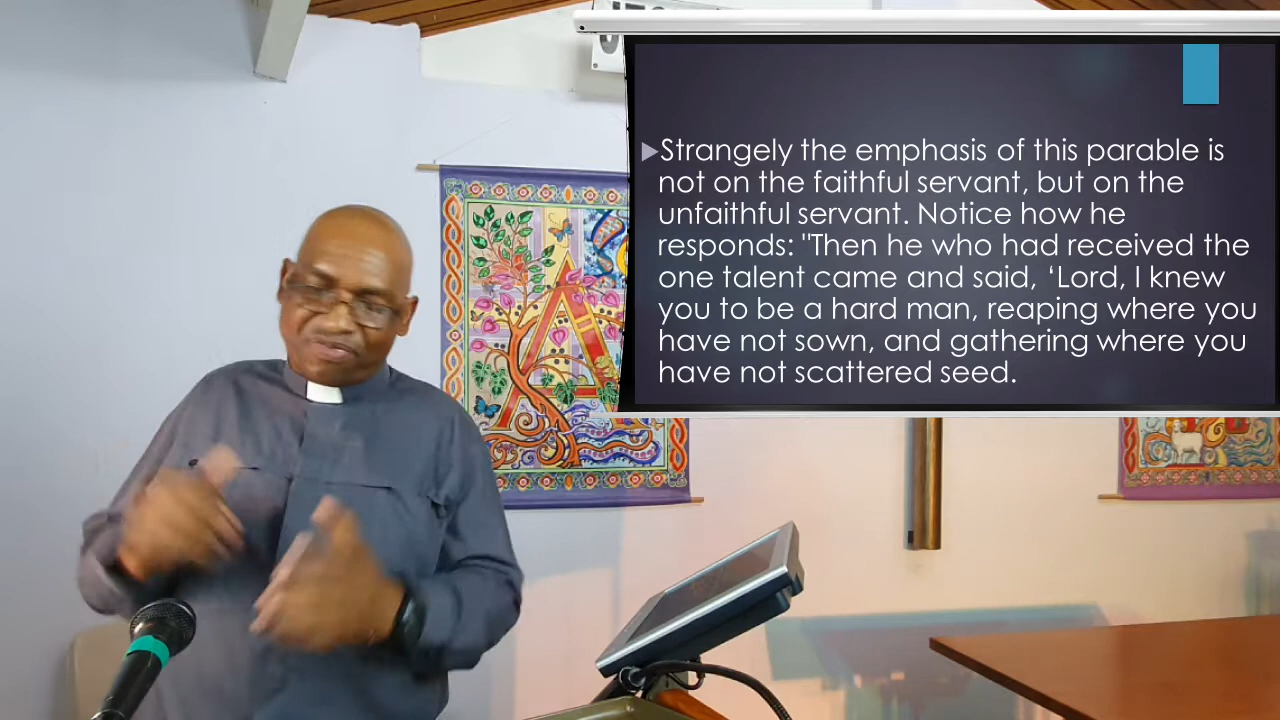 Strangely the emphasis of this parable is
not on the faithful servant, but on the
unfaithful servant. Notice how he
responds: "Then he who had received the
one talent came and said, ‘Lord, I knew
you to be a hard man, reaping where you
have not sown, and gathering where you
have not scattered seed.